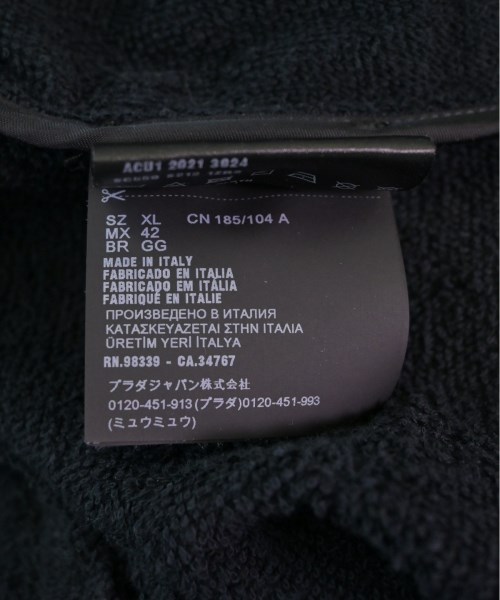 ACU1 2021 3024
SZ XL CN 185/104 A
MX 42
BR GG
MADE IN ITALY
FABRICADO EN ITALIA
FABRICADO EM ITÁLIA
FABRIQUÉ EN ITALIE
ПРОИЗВЕДЕНО В ИТАЛИЯ
ΚΑΤΑΣΚΕΥΑΖΕΤΑΙ ΣΤΗΝ ΙΤΑΛΙΑ
ÜRETİM YERİ İTALYA
RN.98339 - CA.34767
プラダジャパン株式会社
0120-451-913(プラダ)0120-451-993
(ミュウミュウ)